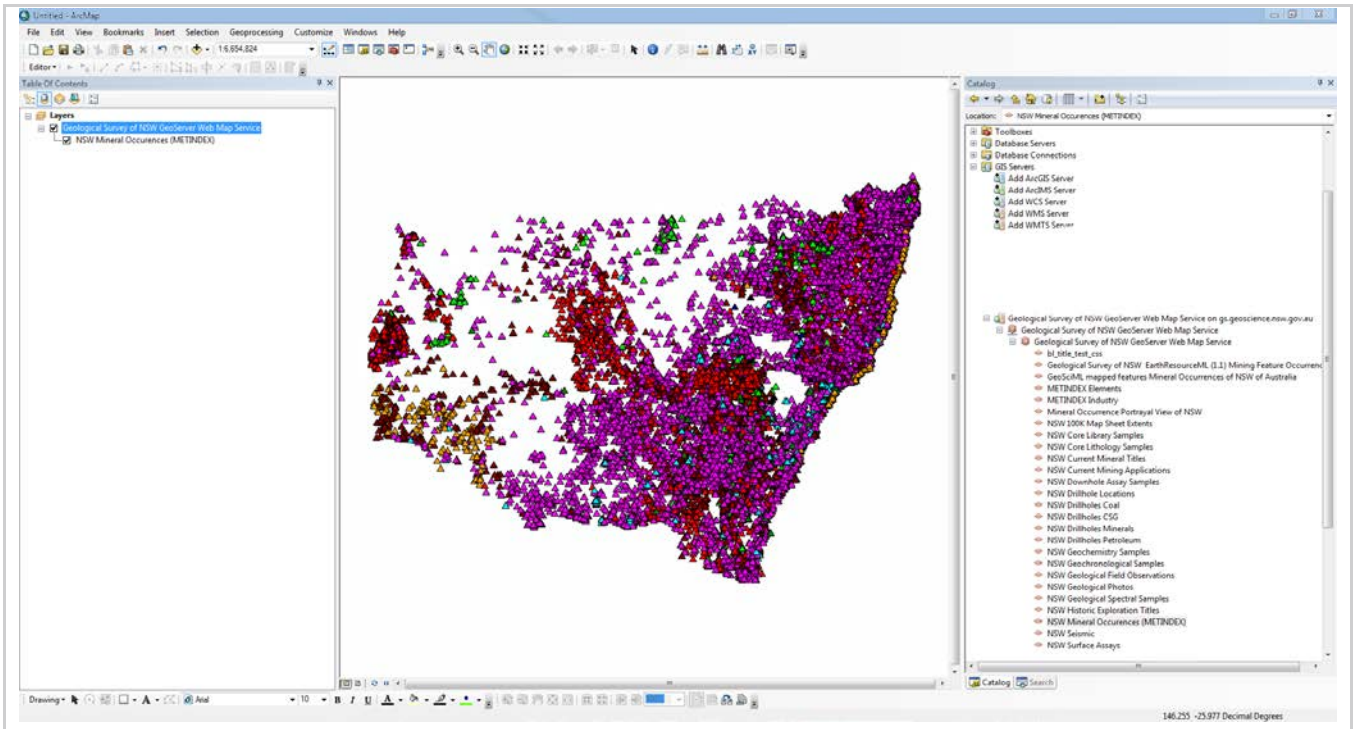 Untitled - ArcMap
File Edit View Bookmarks Insert Selection Geoprocessing Customize Windows Help
1:6,654,824
Editor
Table Of Contents
Layers
Geological Survey of NSW GeoServer Web Map Service
NSW Mineral Occurences (METINDEX)
Catalog
Location: NSW Mineral Occurences (METINDEX)
Toolboxes
Database Servers
Database Connections
GIS Servers
Add ArcGIS Server
Add ArcIMS Server
Add WCS Server
Add WMS Server
Add WMTS Server
Geological Survey of NSW GeoServer Web Map Service on gs.geoscience.nsw.gov.au
Geological Survey of NSW GeoServer Web Map Service
Geological Survey of NSW GeoServer Web Map Service
bl_title_test_css
Geological Survey of NSW EarthResourceML (1.1) Mining Feature Occurrenc
GeoSciML mapped features Mineral Occurrences of NSW of Australia
METINDEX Elements
METINDEX Industry
Mineral Occurrence Portrayal View of NSW
NSW 100K Map Sheet Extents
NSW Core Library Samples
NSW Core Lithology Samples
NSW Current Mineral Titles
NSW Current Mining Applications
NSW Downhole Assay Samples
NSW Drillhole Locations
NSW Drillholes Coal
NSW Drillholes CSG
NSW Drillholes Minerals
NSW Drillholes Petroleum
NSW Geochemistry Samples
NSW Geochronological Samples
NSW Geological Field Observations
NSW Geological Photos
NSW Geological Spectral Samples
NSW Historic Exploration Titles
NSW Mineral Occurences (METINDEX)
NSW Seismic
NSW Surface Assays
Catalog Search
Drawing A Arial 10 B I U A
146.255 -25.977 Decimal Degrees